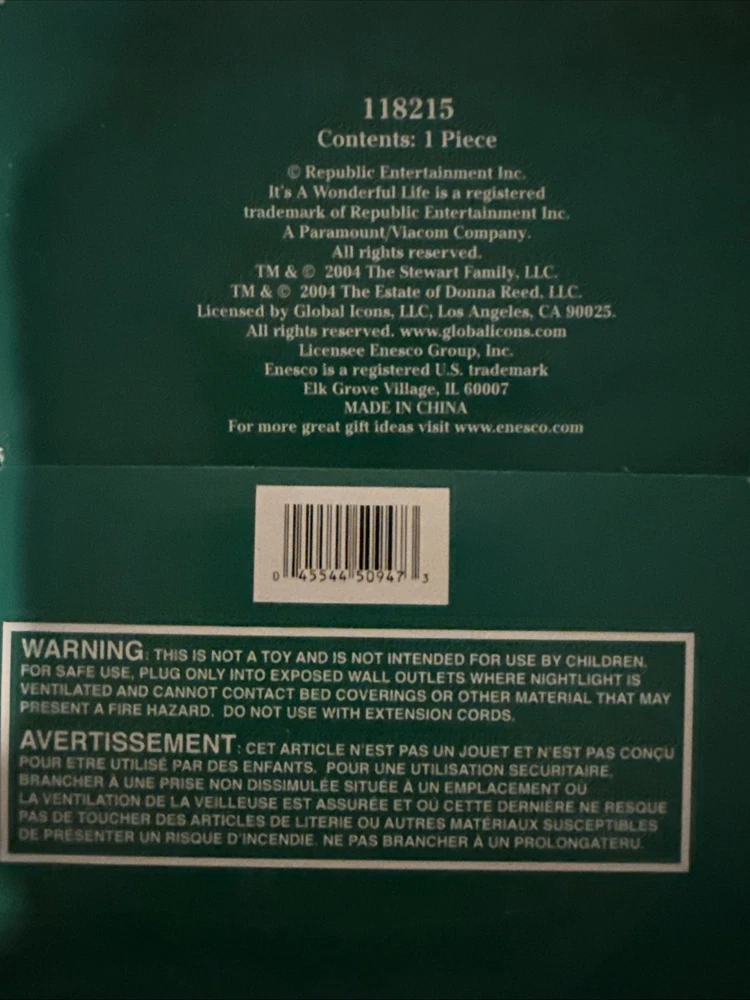 118215
Contents: 1 Piece
© Republic Entertainment Inc.
It's A Wonderful Life is a registered
trademark of Republic Entertainment Inc.
A Paramount/Viacom Company.
All rights reserved.
TM & © 2004 The Stewart Family, LLC.
TM & © 2004 The Estate of Donna Reed, LLC.
Licensed by Global Icons, LLC, Los Angeles, CA 90025.
All rights reserved. www.globalicons.com
Licensee Enesco Group, Inc.
Enesco is a registered U.S. trademark
Elk Grove Village, IL 60007
MADE IN CHINA
For more great gift ideas visit www.enesco.com
0 45544 50947 3
WARNING: THIS IS NOT A TOY AND IS NOT INTENDED FOR USE BY CHILDREN.
FOR SAFE USE, PLUG ONLY INTO EXPOSED WALL OUTLETS WHERE NIGHTLIGHT IS
VENTILATED AND CANNOT CONTACT BED COVERINGS OR OTHER MATERIAL THAT MAY
PRESENT A FIRE HAZARD. DO NOT USE WITH EXTENSION CORDS.
AVERTISSEMENT: CET ARTICLE N'EST PAS UN JOUET ET N'EST PAS CONÇU
POUR ETRE UTILISÉ PAR DES ENFANTS. POUR UNE UTILISATION SECURITAIRE,
BRANCHER À UNE PRISE NON DISSIMULÉE SITUÉE À UN EMPLACEMENT OÙ
LA VENTILATION DE LA VEILLEUSE EST ASSURÉE ET OÙ CETTE DERNIÈRE NE RESQUE
PAS DE TOUCHER DES ARTICLES DE LITERIE OU AUTRES MATÉRIAUX SUSCEPTIBLES
DE PRÉSENTER UN RISQUE D'INCENDIE. NE PAS BRANCHER À UN PROLONGATERU.